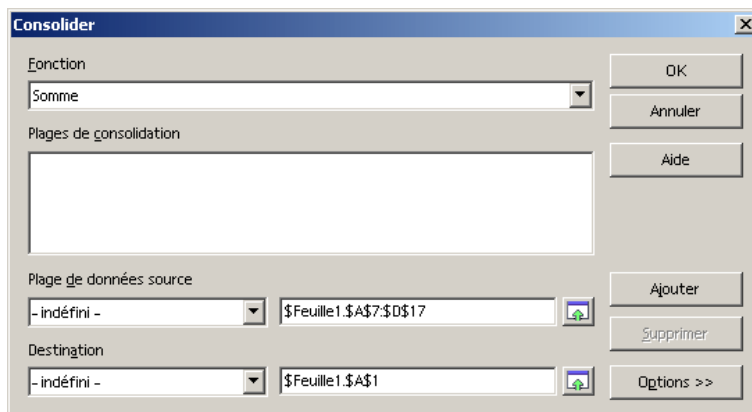 Consolider
Fonction
OK
Somme
Annuler
Plages de consolidation
Aide
Plage de données source
Ajouter
- indéfini -
$Feuille1.$A$7:$D$17
Supprimer
Destination
- indéfini -
$Feuille1.$A$1
Options >>